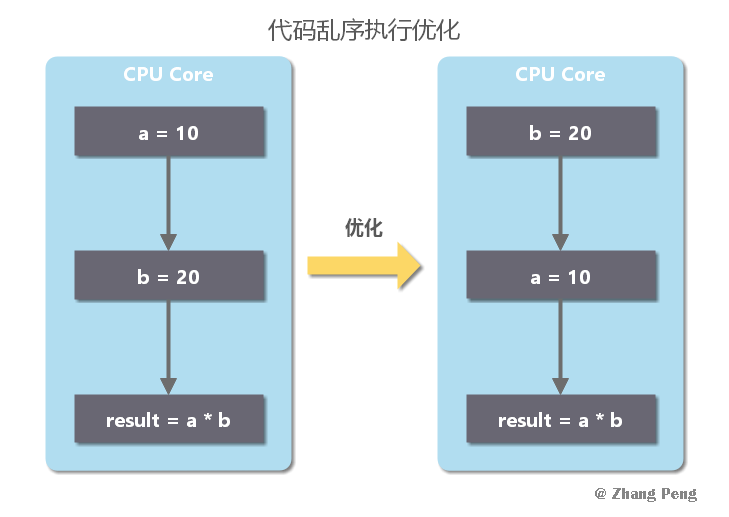 代码乱序执行优化
CPU Core
a = 10
b = 20
result = a * b
优化
CPU Core
b = 20
a = 10
result = a * b
@ Zhang Peng